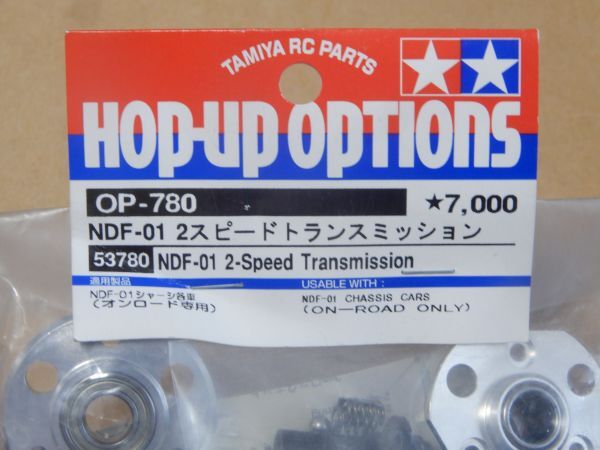 TAMIYA RC PARTS
HOP-UP OPTIONS
OP-780 ★7,000
NDF-01 2スピードトランスミッション
53780 NDF-01 2-Speed Transmission
適用製品
NDF-01シャーシ各車
(オンロード専用)
USABLE WITH :
NDF-01 CHASSIS CARS
(ON-ROAD ONLY)